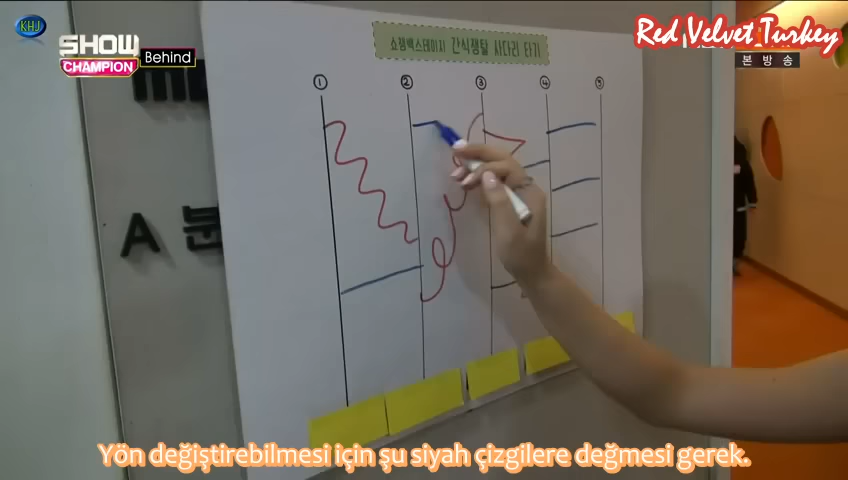 KHJ
SHOW
CHAMPION
Behind
쇼챔백스테이지 간식쟁탈 사다리 타기
Red Velvet Turkey
본 방 송
① ② ③ ④ ⑤
A 분
Yön değiştirebilmesi için şu siyah çizgilere değmesi gerek.